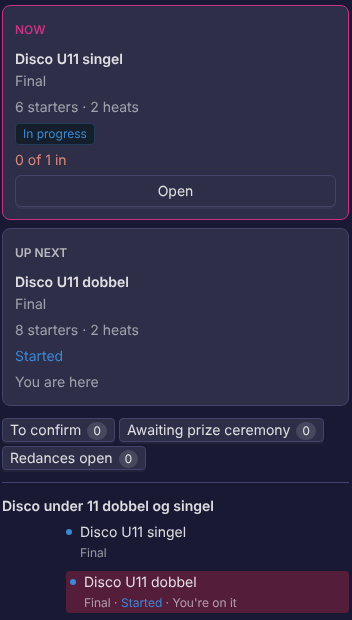 NOW
Disco U11 singel
Final
6 starters · 2 heats
In progress
0 of 1 in
Open
UP NEXT
Disco U11 dobbel
Final
8 starters · 2 heats
Started
You are here
To confirm 0
Awaiting prize ceremony 0
Redances open 0
Disco under 11 dobbel og singel
Disco U11 singel
Final
Disco U11 dobbel
Final · Started · You're on it